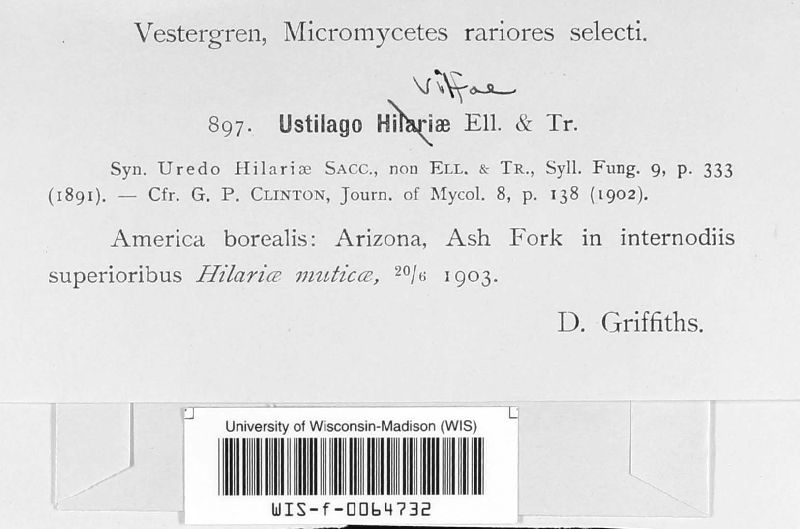 Vestergren, Micromycetes rariores selecti.
Vilfae
897. Ustilago Hilariæ Ell. & Tr.
Syn. Uredo Hilariæ SACC., non ELL. & TR., Syll. Fung. 9, p. 333
(1891). — Cfr. G. P. CLINTON, Journ. of Mycol. 8, p. 138 (1902).
America borealis: Arizona, Ash Fork in internodiis
superioribus Hilariæ muticæ, 20/6 1903.
D. Griffiths.
University of Wisconsin-Madison (WIS)
WIS-f-0064732